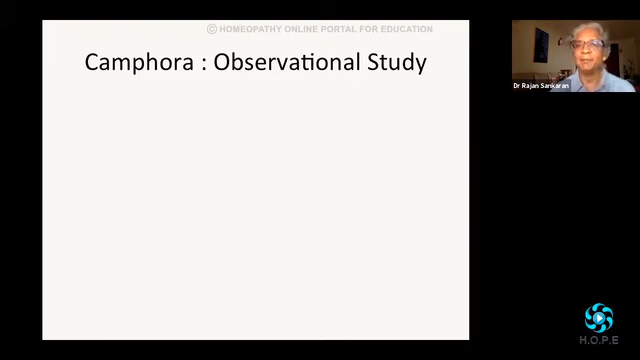 Ⓒ HOMEOPATHY ONLINE PORTAL FOR EDUCATION
Camphora : Observational Study
Dr Rajan Sankaran
H.O.P.E